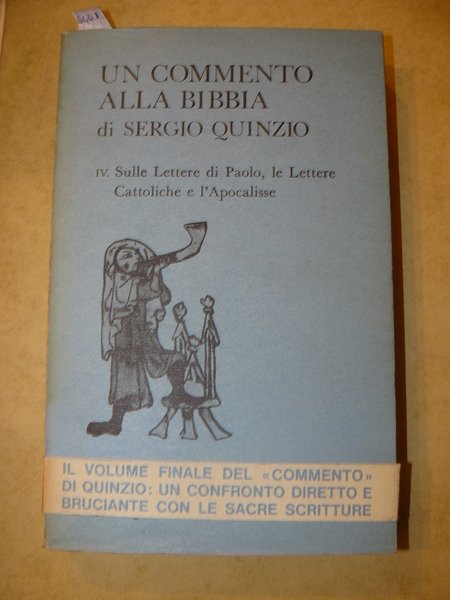 UN COMMENTO
ALLA BIBBIA
di SERGIO QUINZIO
IV. Sulle Lettere di Paolo, le Lettere
Cattoliche e l'Apocalisse
IL VOLUME FINALE DEL «COMMENTO»
DI QUINZIO: UN CONFRONTO DIRETTO E
BRUCIANTE CON LE SACRE SCRITTURE